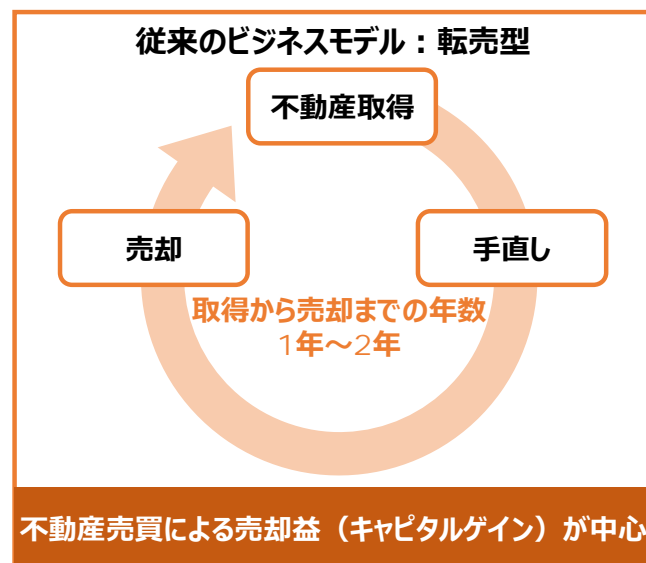 従来のビジネスモデル：転売型
不動産取得
売却
手直し
取得から売却までの年数
1年～2年
不動産売買による売却益（キャピタルゲイン）が中心